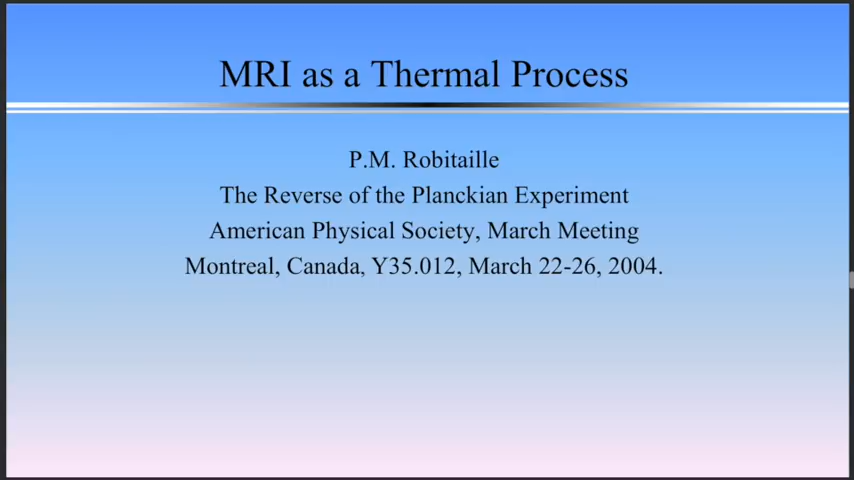 MRI as a Thermal Process
P.M. Robitaille
The Reverse of the Planckian Experiment
American Physical Society, March Meeting
Montreal, Canada, Y35.012, March 22-26, 2004.